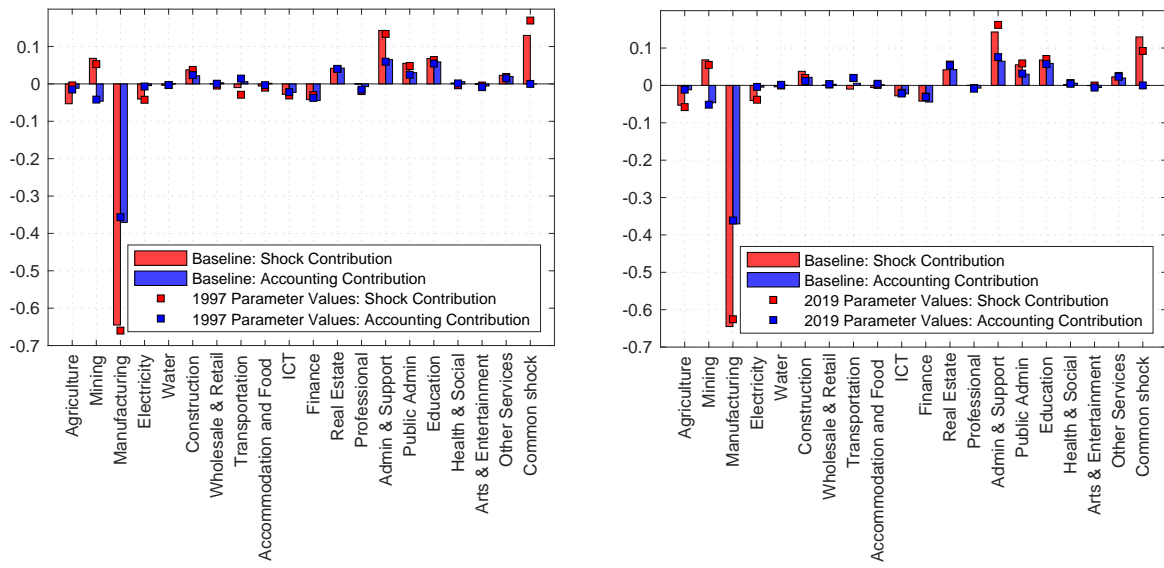 0.1
0
-0.1
-0.2
-0.3
-0.4
-0.5
-0.6
-0.7
Baseline: Shock Contribution
Baseline: Accounting Contribution
1997 Parameter Values: Shock Contribution
1997 Parameter Values: Accounting Contribution
Agriculture
Mining
Manufacturing
Electricity
Water
Construction
Wholesale & Retail
Transportation
Accommodation and Food
ICT
Finance
Real Estate
Professional
Admin & Support
Public Admin
Education
Health & Social
Arts & Entertainment
Other Services
Common shock
0.1
0
-0.1
-0.2
-0.3
-0.4
-0.5
-0.6
-0.7
Baseline: Shock Contribution
Baseline: Accounting Contribution
2019 Parameter Values: Shock Contribution
2019 Parameter Values: Accounting Contribution
Agriculture
Mining
Manufacturing
Electricity
Water
Construction
Wholesale & Retail
Transportation
Accommodation and Food
ICT
Finance
Real Estate
Professional
Admin & Support
Public Admin
Education
Health & Social
Arts & Entertainment
Other Services
Common shock